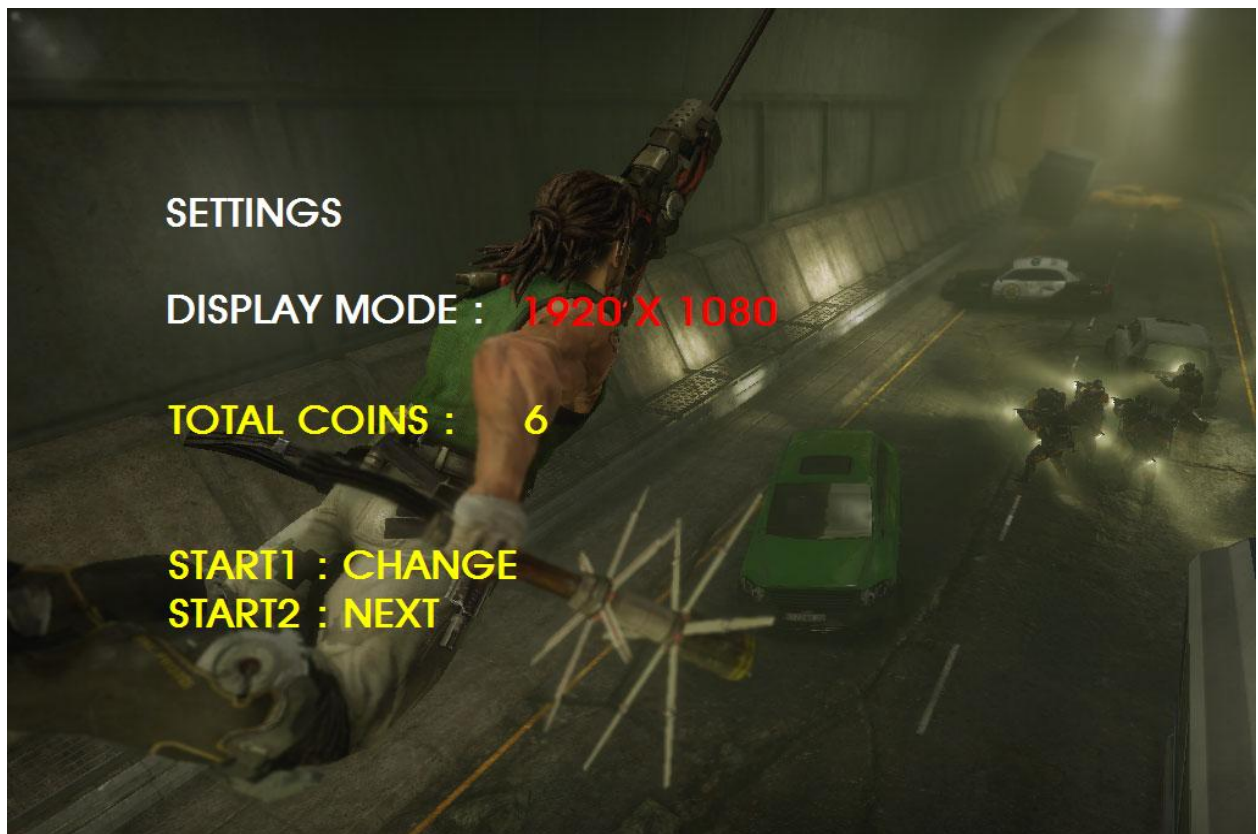 SETTINGS
DISPLAY MODE : 1920 X 1080
TOTAL COINS : 6
START1 : CHANGE
START2 : NEXT